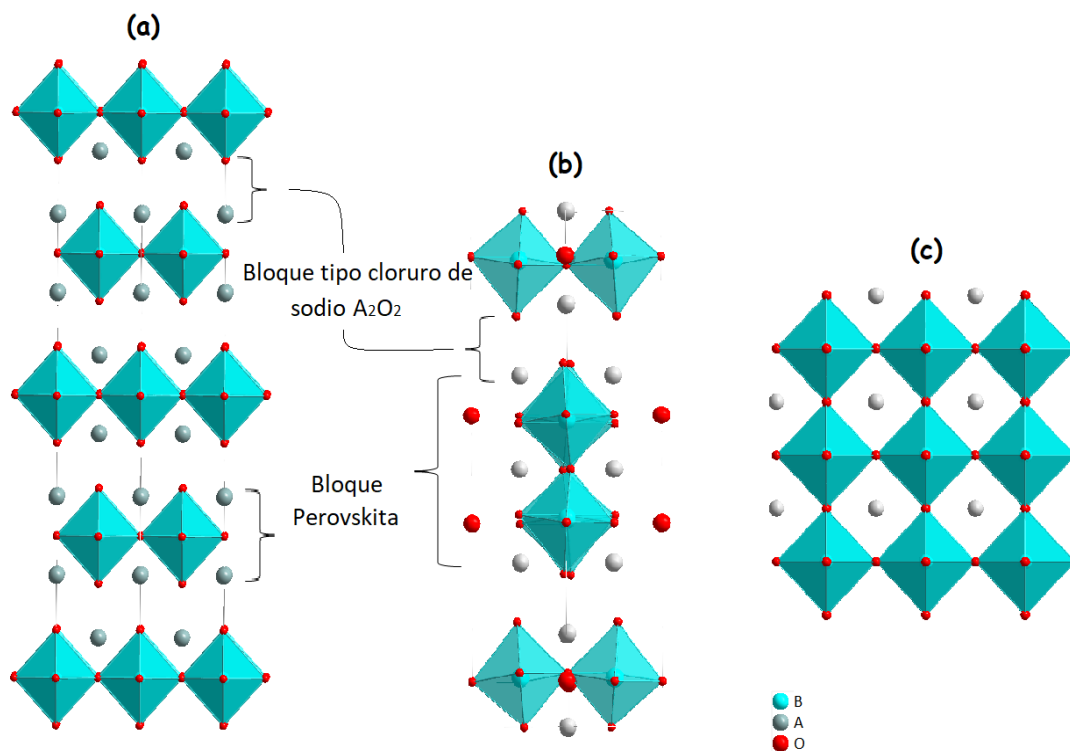 (a)
(b)
(c)
Bloque tipo cloruro de
sodio A₂O₂
Bloque
Perovskita
B
A
O